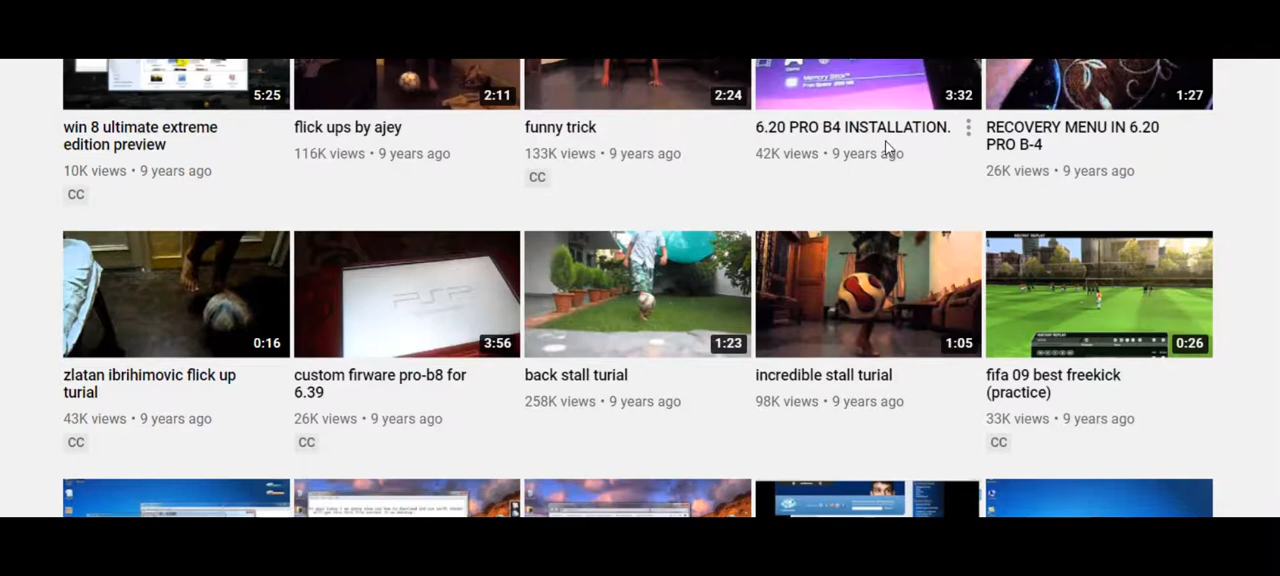 Memory Stick™
5:25
2:11
2:24
3:32
1:27
win 8 ultimate extreme
edition preview
10K views • 9 years ago
CC
flick ups by ajey
116K views • 9 years ago
funny trick
133K views • 9 years ago
CC
6.20 PRO B4 INSTALLATION.
42K views • 9 years ago
RECOVERY MENU IN 6.20
PRO B-4
26K views • 9 years ago
PSP
0:16
3:56
1:23
1:05
0:26
zlatan ibrihimovic flick up
turial
43K views • 9 years ago
CC
custom firware pro-b8 for
6.39
26K views • 9 years ago
CC
back stall turial
258K views • 9 years ago
incredible stall turial
98K views • 9 years ago
fifa 09 best freekick
(practice)
33K views • 9 years ago
CC